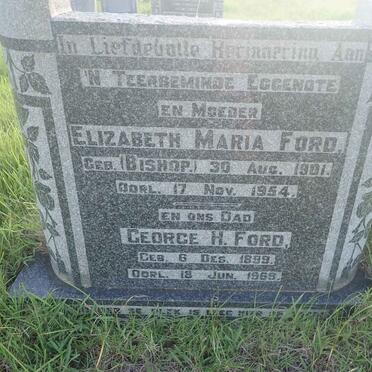 In Liefdevolle Herinnering Aan
'N Teerbeminde Eggenote
en Moeder
Elizabeth Maria Ford,
Geb. (Bishop.) 30 Aug. 1901.
Oorl. 17 Nov. 1954.
en ons Dad
George H. Ford,
Geb. 6 Des. 1899.
Oorl. 18 Jun. 1969.